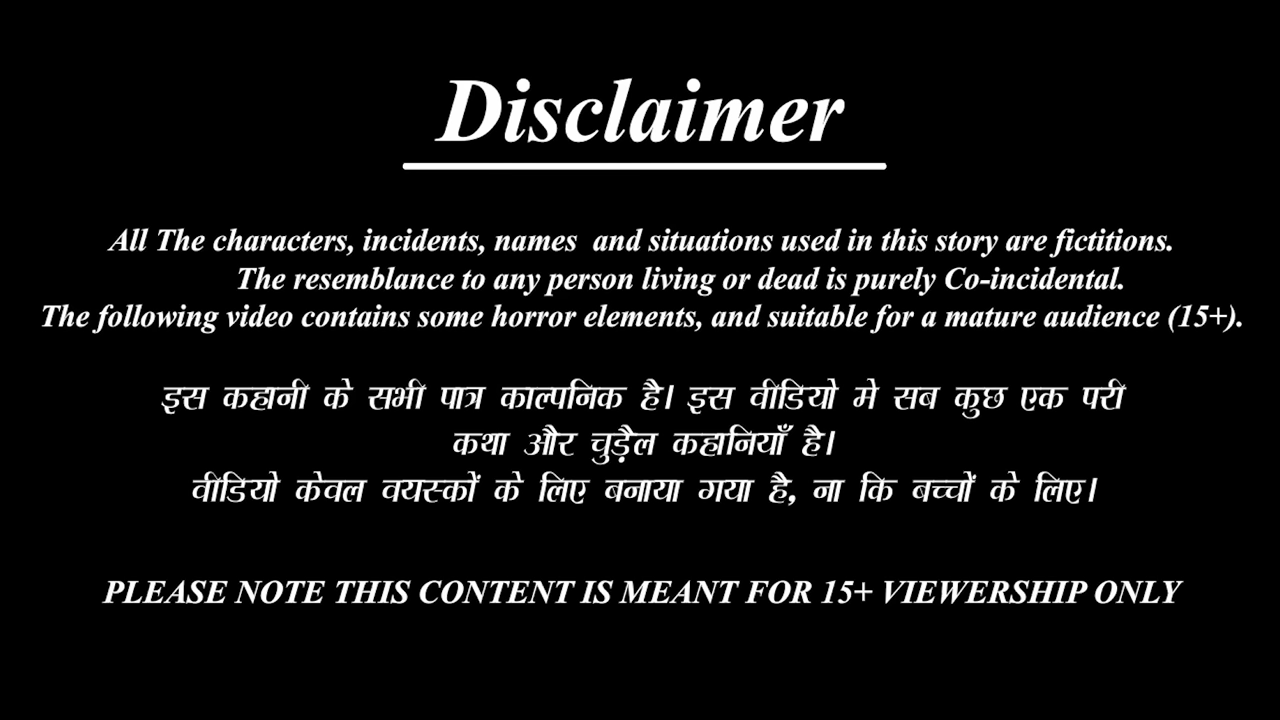 Disclaimer
All The characters, incidents, names and situations used in this story are fictitions.
The resemblance to any person living or dead is purely Co-incidental.
The following video contains some horror elements, and suitable for a mature audience (15+).
इस कहानी के सभी पात्र काल्पनिक है। इस वीडियो मे सब कुछ एक परी
कथा और चुड़ैल कहानियाँ है।
वीडियो केवल वयस्कों के लिए बनाया गया है, ना कि बच्चों के लिए।
PLEASE NOTE THIS CONTENT IS MEANT FOR 15+ VIEWERSHIP ONLY